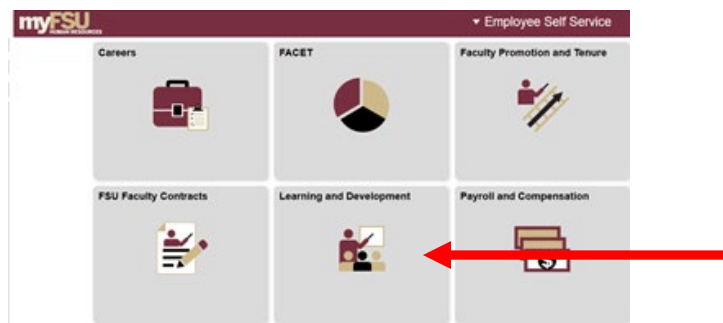 myFSU
HUMAN RESOURCES
Employee Self Service
Careers
FACET
Faculty Promotion and Tenure
FSU Faculty Contracts
Learning and Development
Payroll and Compensation
$